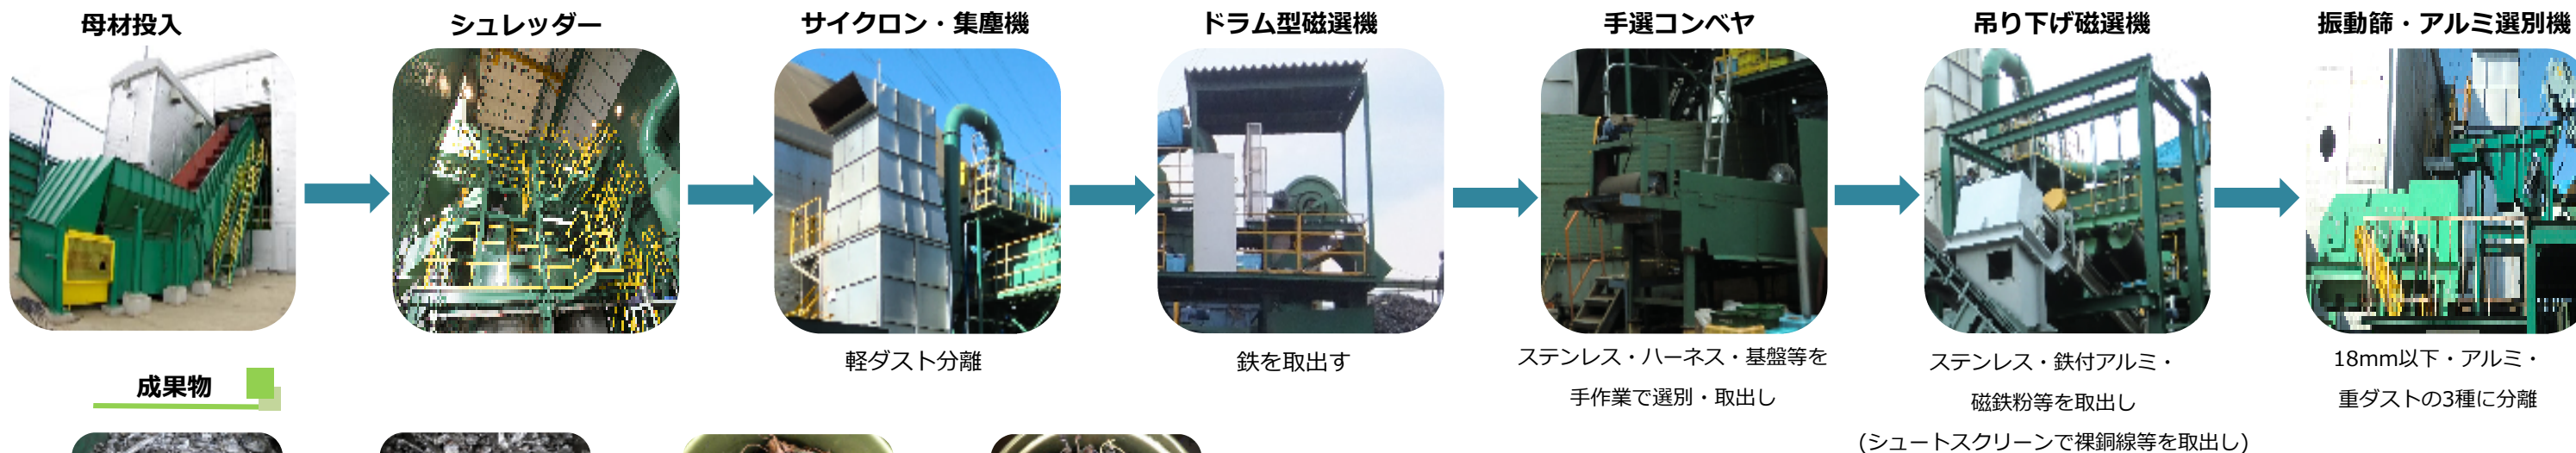 母材投入
シュレッダー
サイクロン・集塵機
ドラム型磁選機
手選コンベヤ
吊り下げ磁選機
振動篩・アルミ選別機
軽ダスト分離
鉄を取出す
ステンレス・ハーネス・基盤等を
手作業で選別・取出し
ステンレス・鉄付アルミ・
磁鉄粉等を取出し
(シュートスクリーンで裸銅線等を取出し)
18mm以下・アルミ・
重ダストの3種に分離
成果物